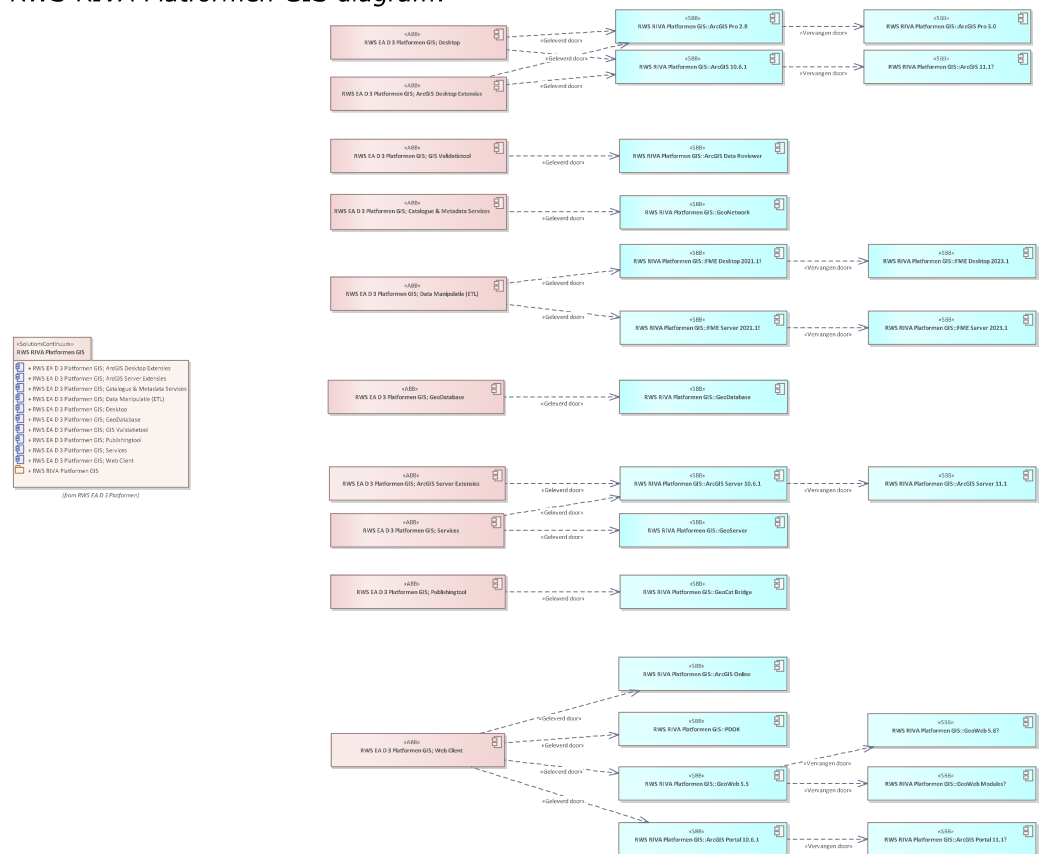 RWS RIVA Platformen GIS diagram:
«SolutionsContinuum»
RWS RIVA Platformen GIS
+ RWS EA D 3 Platformen GIS; ArcGIS Desktop Extensies
+ RWS EA D 3 Platformen GIS; ArcGIS Server Extensies
+ RWS EA D 3 Platformen GIS; Catalogue & Metadata Services
+ RWS EA D 3 Platformen GIS; Data Manipulatie (ETL)
+ RWS EA D 3 Platformen GIS; Desktop
+ RWS EA D 3 Platformen GIS; GeoDatabase
+ RWS EA D 3 Platformen GIS; GIS Validatietool
+ RWS EA D 3 Platformen GIS; Publishingtool
+ RWS EA D 3 Platformen GIS; Services
+ RWS EA D 3 Platformen GIS; Web Client
+ RWS RIVA Platformen GIS
(from RWS EA D 3 Platformen)
«ABB»
RWS EA D 3 Platformen GIS; Desktop
«Geleverd door»
«Geleverd door»
«SBB»
RWS RIVA Platformen GIS::ArcGIS Pro 2.8
«Vervangen door»
«SBB»
RWS RIVA Platformen GIS::ArcGIS Pro 3.0
«ABB»
RWS EA D 3 Platformen GIS; ArcGIS Desktop Extensies
«Geleverd door»
«SBB»
RWS RIVA Platformen GIS::ArcGIS 10.6.1
«Vervangen door»
«SBB»
RWS RIVA Platformen GIS::ArcGIS 11.1?
«ABB»
RWS EA D 3 Platformen GIS; GIS Validatietool
«Geleverd door»
«SBB»
RWS RIVA Platformen GIS::ArcGIS Data Reviewer
«ABB»
RWS EA D 3 Platformen GIS; Catalogue & Metadata Services
«Geleverd door»
«SBB»
RWS RIVA Platformen GIS::GeoNetwork
«ABB»
RWS EA D 3 Platformen GIS; Data Manipulatie (ETL)
«Geleverd door»
«SBB»
RWS RIVA Platformen GIS::FME Desktop 2021.1!
«Vervangen door»
«SBB»
RWS RIVA Platformen GIS::FME Desktop 2023.1
«Geleverd door»
«SBB»
RWS RIVA Platformen GIS::FME Server 2021.1!
«Vervangen door»
«SBB»
RWS RIVA Platformen GIS::FME Server 2023.1
«ABB»
RWS EA D 3 Platformen GIS; GeoDatabase
«Geleverd door»
«SBB»
RWS RIVA Platformen GIS::GeoDatabase
«ABB»
RWS EA D 3 Platformen GIS; ArcGIS Server Extensies
«Geleverd door»
«SBB»
RWS RIVA Platformen GIS::ArcGIS Server 10.6.1
«Vervangen door»
«SBB»
RWS RIVA Platformen GIS::ArcGIS Server 11.1
«ABB»
RWS EA D 3 Platformen GIS; Services
«Geleverd door»
«Geleverd door»
«SBB»
RWS RIVA Platformen GIS::GeoServer
«ABB»
RWS EA D 3 Platformen GIS; Publishingtool
«Geleverd door»
«SBB»
RWS RIVA Platformen GIS::GeoCat Bridge
«ABB»
RWS EA D 3 Platformen GIS; Web Client
«Geleverd door»
«SBB»
RWS RIVA Platformen GIS::ArcGIS Online
«Geleverd door»
«SBB»
RWS RIVA Platformen GIS::PDOK
«Geleverd door»
«SBB»
RWS RIVA Platformen GIS::GeoWeb 5.5
«Vervangen door»
«SBB»
RWS RIVA Platformen GIS::GeoWeb 5.8?
«Vervangen door»
«SBB»
RWS RIVA Platformen GIS::GeoWeb Modules?
«Geleverd door»
«SBB»
RWS RIVA Platformen GIS::ArcGIS Portal 10.6.1
«Vervangen door»
«SBB»
RWS RIVA Platformen GIS::ArcGIS Portal 11.1?